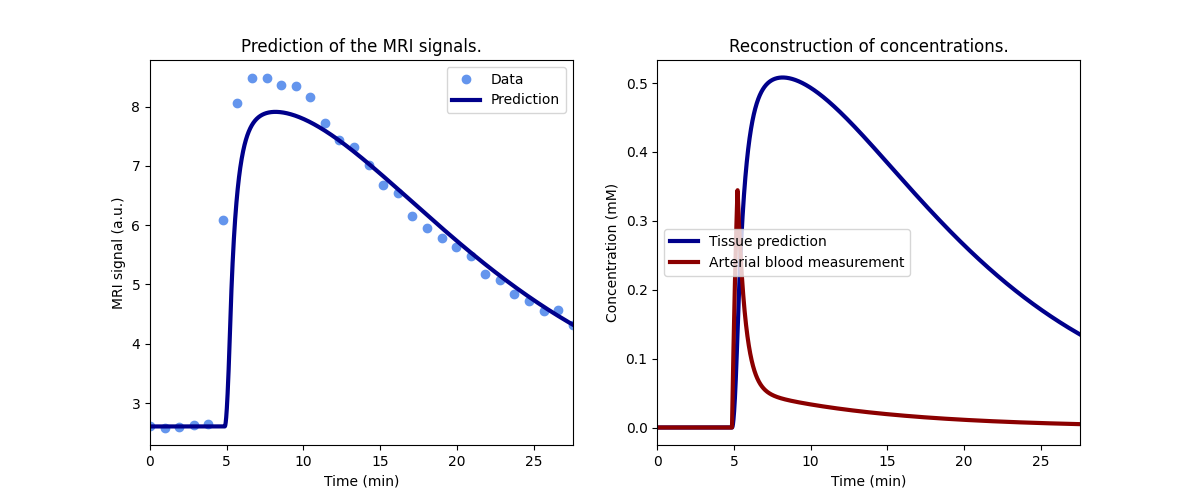 Prediction of the MRI signals.
MRI signal (a.u.)
8
7
6
5
4
3
Data
Prediction
0 5 10 15 20 25
Time (min)
Reconstruction of concentrations.
Concentration (mM)
0.5
0.4
0.3
0.2
0.1
0.0
Tissue prediction
Arterial blood measurement
0 5 10 15 20 25
Time (min)